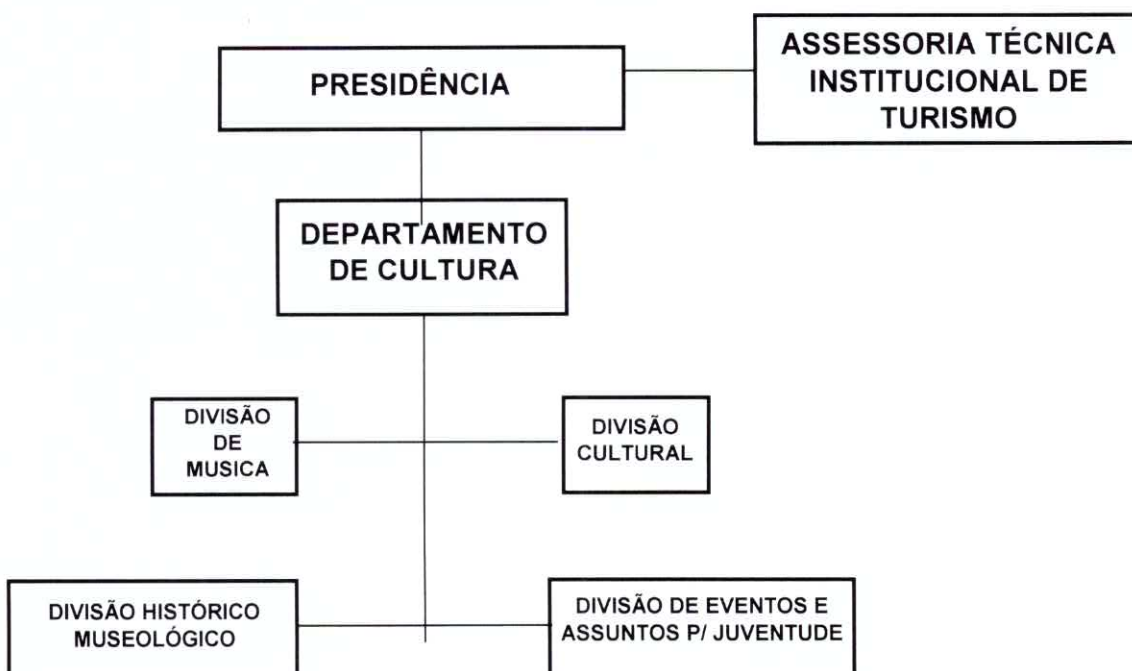 PRESIDÊNCIA
ASSESSORIA TÉCNICA
INSTITUCIONAL DE
TURISMO
DEPARTAMENTO
DE CULTURA
DIVISÃO
DE
MUSICA
DIVISÃO
CULTURAL
DIVISÃO HISTÓRICO
MUSEOLÓGICO
DIVISÃO DE EVENTOS E
ASSUNTOS P/ JUVENTUDE